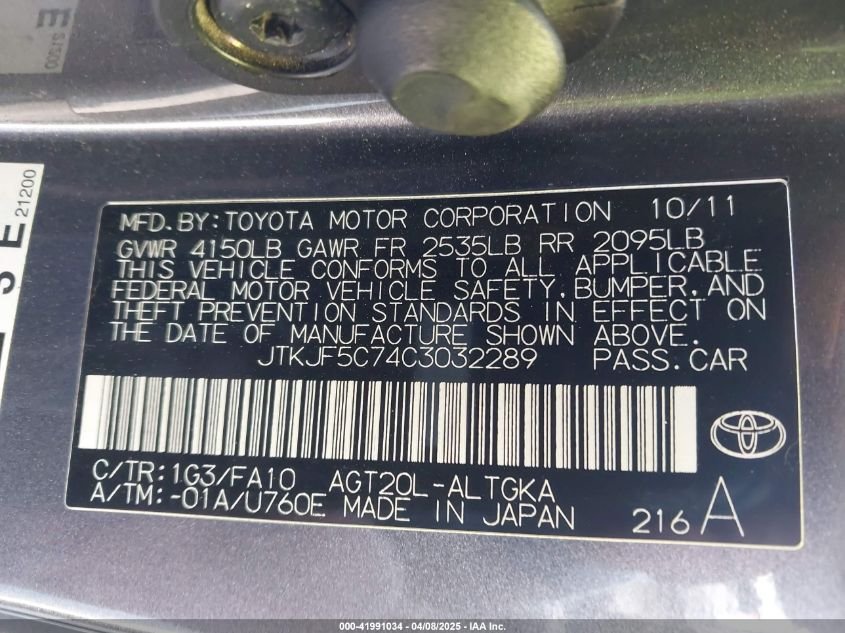 S E
21200
E
S1200
MFD.BY:TOYOTA MOTOR CORPORATION 10/11
GVWR 4150LB GAWR FR 2535LB RR 2095LB
THIS VEHICLE CONFORMS TO ALL APPLICABLE
FEDERAL MOTOR VEHICLE SAFETY,BUMPER,AND
THEFT PREVENTION STANDARDS IN EFFECT ON
THE DATE OF MANUFACTURE SHOWN ABOVE.
JTKJF5C74C3032289 PASS.CAR
C/TR:1G3/FA10 AGT20L-ALTGKA
A/TM:-01A/U760E MADE IN JAPAN 216 A
000-41991034 - 04/08/2025 - IAA Inc.